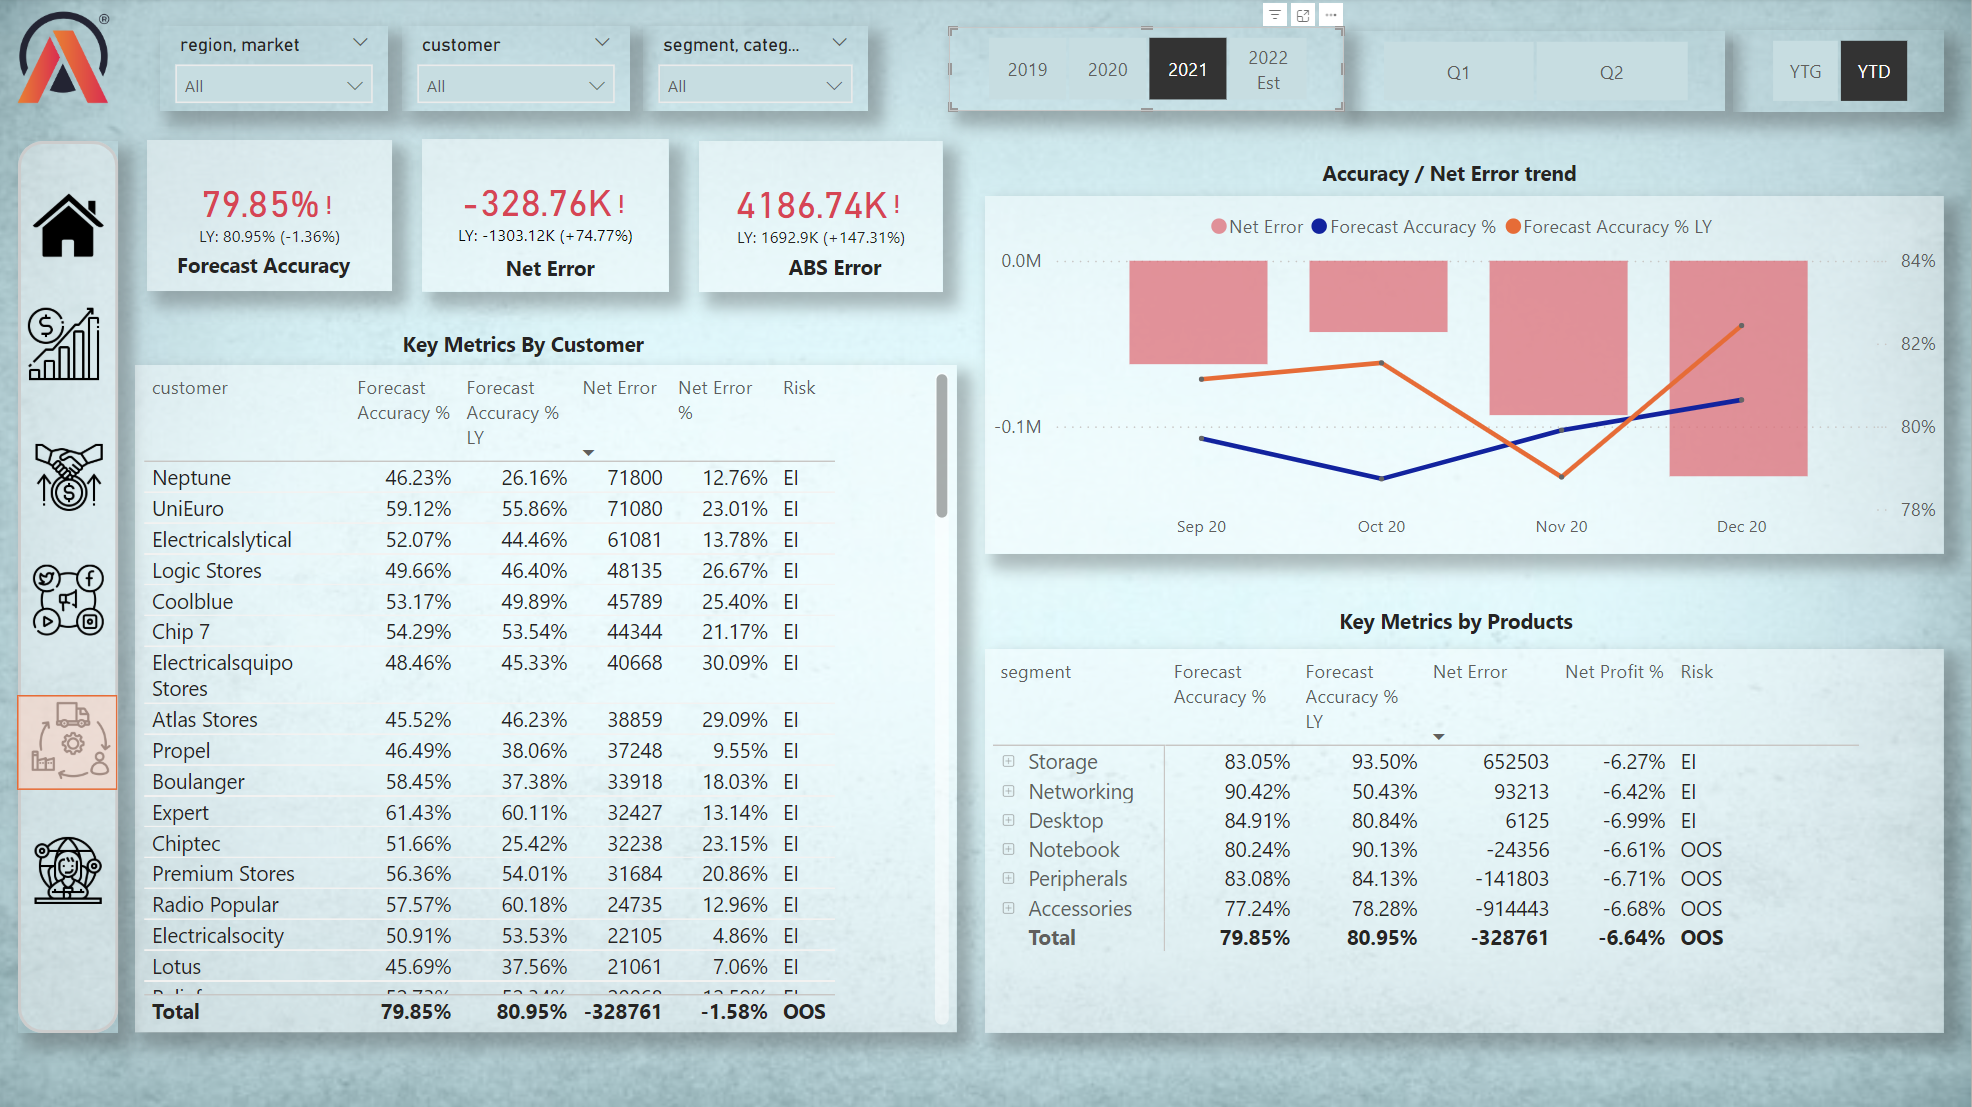 ®
region, market
All
customer
All
segment, categ...
All
2019
2020
2021
2022
Est
Q1
Q2
YTG
YTD
79.85%!
LY: 80.95% (-1.36%)
Forecast Accuracy
-328.76K!
LY: -1303.12K (+74.77%)
Net Error
4186.74K!
LY: 1692.9K (+147.31%)
ABS Error
Key Metrics By Customer
customer Forecast Accuracy % Forecast Accuracy % LY Net Error Net Error % Risk
Neptune 46.23% 26.16% 71800 12.76% EI
UniEuro 59.12% 55.86% 71080 23.01% EI
Electricalslytical 52.07% 44.46% 61081 13.78% EI
Logic Stores 49.66% 46.40% 48135 26.67% EI
Coolblue 53.17% 49.89% 45789 25.40% EI
Chip 7 54.29% 53.54% 44344 21.17% EI
Electricalsquipo 48.46% 45.33% 40668 30.09% EI
Stores
Atlas Stores 45.52% 46.23% 38859 29.09% EI
Propel 46.49% 38.06% 37248 9.55% EI
Boulanger 58.45% 37.38% 33918 18.03% EI
Expert 61.43% 60.11% 32427 13.14% EI
Chiptec 51.66% 25.42% 32238 23.15% EI
Premium Stores 56.36% 54.01% 31684 20.86% EI
Radio Popular 57.57% 60.18% 24735 12.96% EI
Electricalsocity 50.91% 53.53% 22105 4.86% EI
Lotus 45.69% 37.56% 21061 7.06% EI
Total 79.85% 80.95% -328761 -1.58% OOS
Accuracy / Net Error trend
Net Error Forecast Accuracy % Forecast Accuracy % LY
0.0M
-0.1M
84%
82%
80%
78%
Sep 20 Oct 20 Nov 20 Dec 20
Key Metrics by Products
segment Forecast Accuracy % Forecast Accuracy % LY Net Error Net Profit % Risk
Storage 83.05% 93.50% 652503 -6.27% EI
Networking 90.42% 50.43% 93213 -6.42% EI
Desktop 84.91% 80.84% 6125 -6.99% EI
Notebook 80.24% 90.13% -24356 -6.61% OOS
Peripherals 83.08% 84.13% -141803 -6.71% OOS
Accessories 77.24% 78.28% -914443 -6.68% OOS
Total 79.85% 80.95% -328761 -6.64% OOS